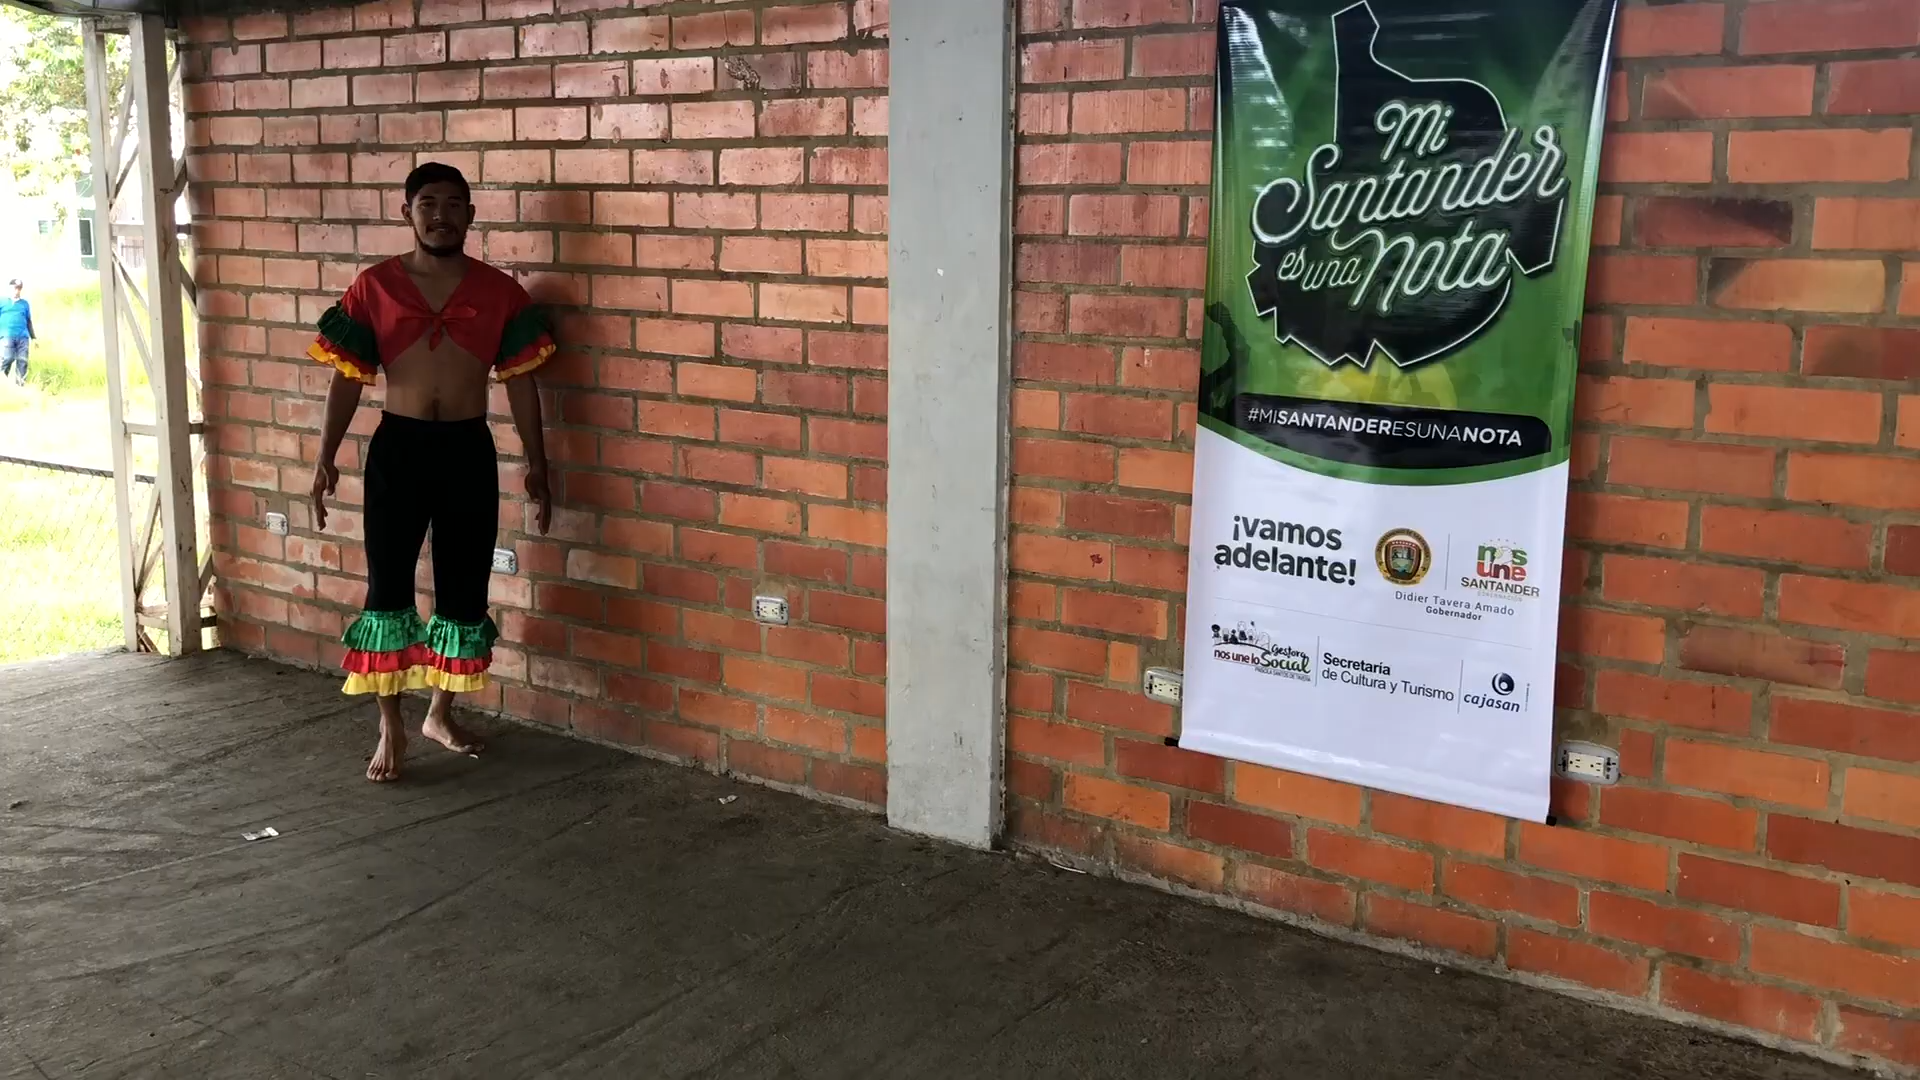 Mi
Santander
es una Nota
#MISANTANDERESUNANOTA
¡vamos
adelante!
nos
une
SANTANDER
Didier Tavera Amado
Gobernador
Gestora
nos une lo Social
Secretaría
de Cultura y Turismo
cajasan